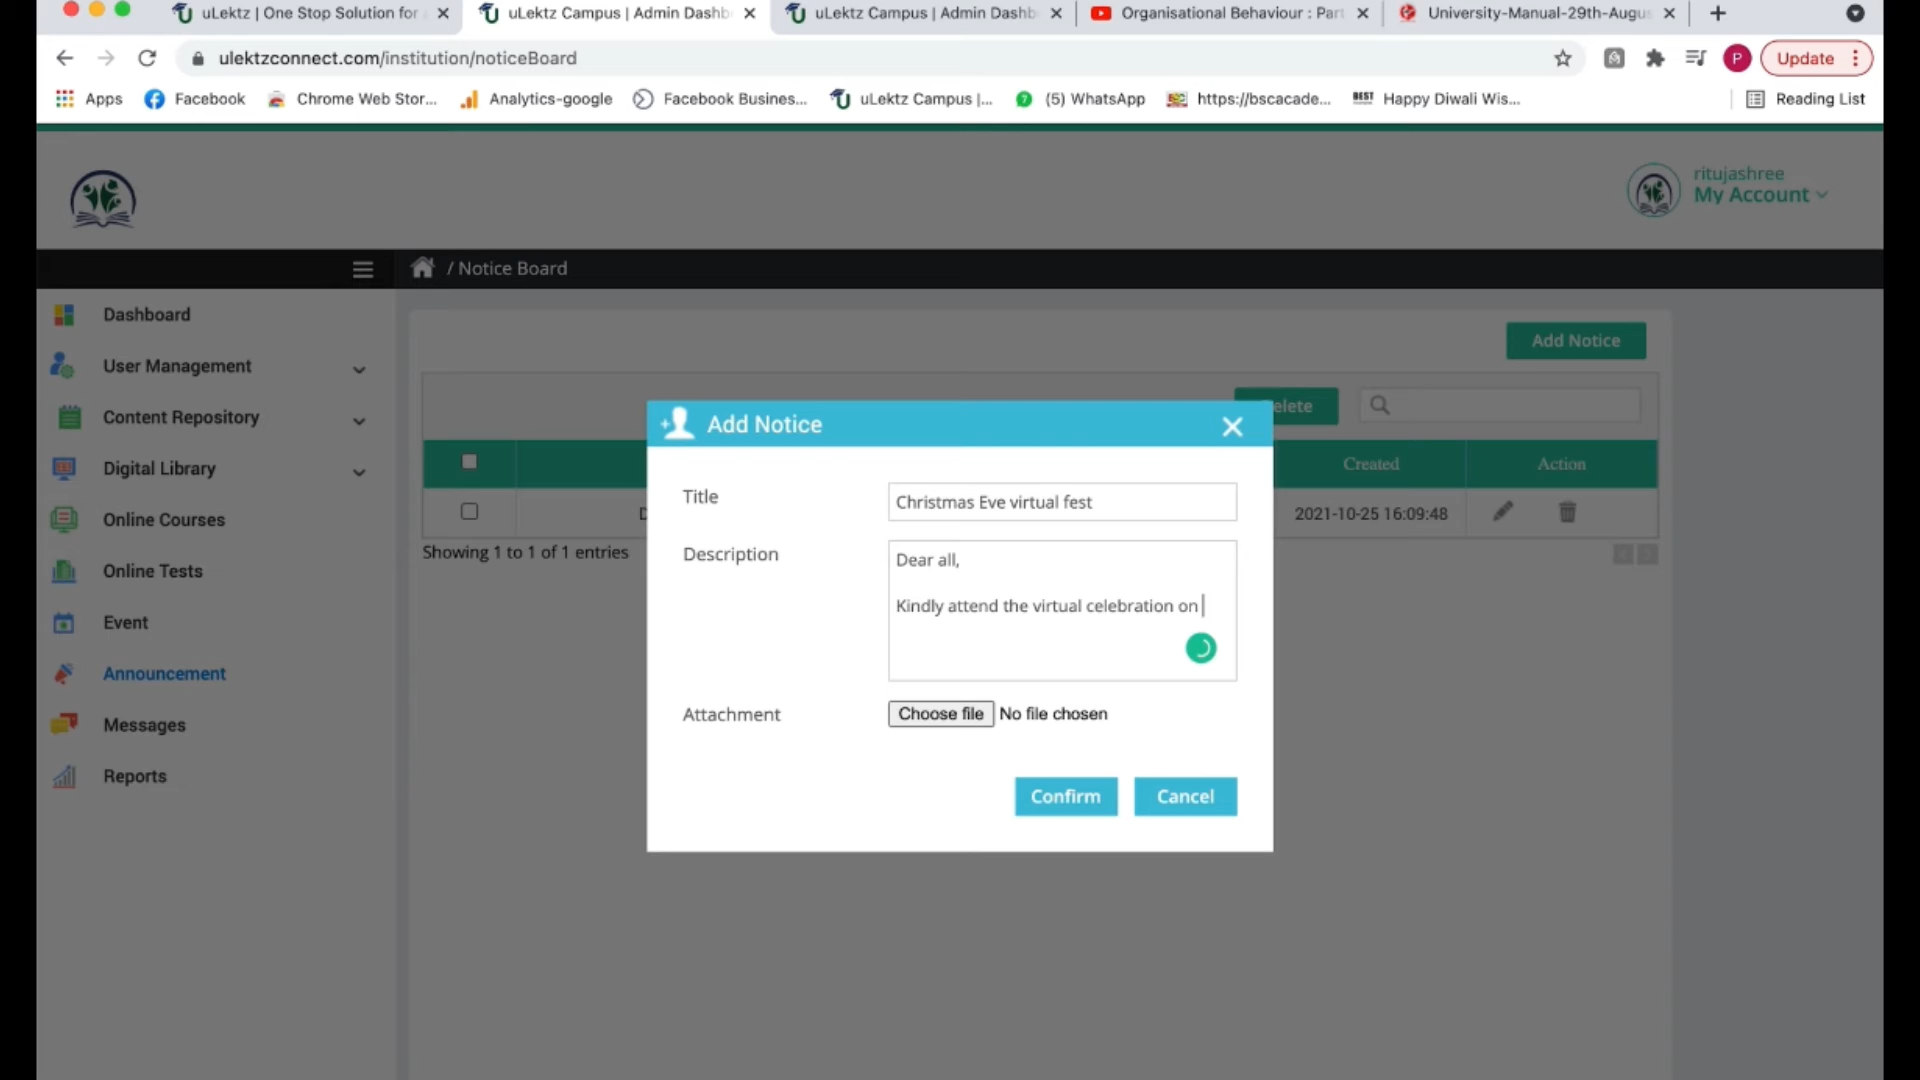 uLektz | One Stop Solution for
uLektz Campus | Admin Dashb
uLektz Campus | Admin Dashb
Organisational Behaviour : Part
University-Manual-29th-Augus
ulektzconnect.com/institution/noticeBoard
P
Update
Apps
Facebook
Chrome Web Stor...
Analytics-google
Facebook Busines...
uLektz Campus |...
(5) WhatsApp
https://bscacade...
BEST Happy Diwali Wis...
Reading List
ritujashree
My Account
/ Notice Board
Dashboard
User Management
Content Repository
Digital Library
Online Courses
Online Tests
Event
Announcement
Messages
Reports
Add Notice
elete
Created
Action
D
2021-10-25 16:09:48
Showing 1 to 1 of 1 entries
Add Notice
Title
Christmas Eve virtual fest
Description
Dear all,
Kindly attend the virtual celebration on
Attachment
Choose file No file chosen
Confirm
Cancel